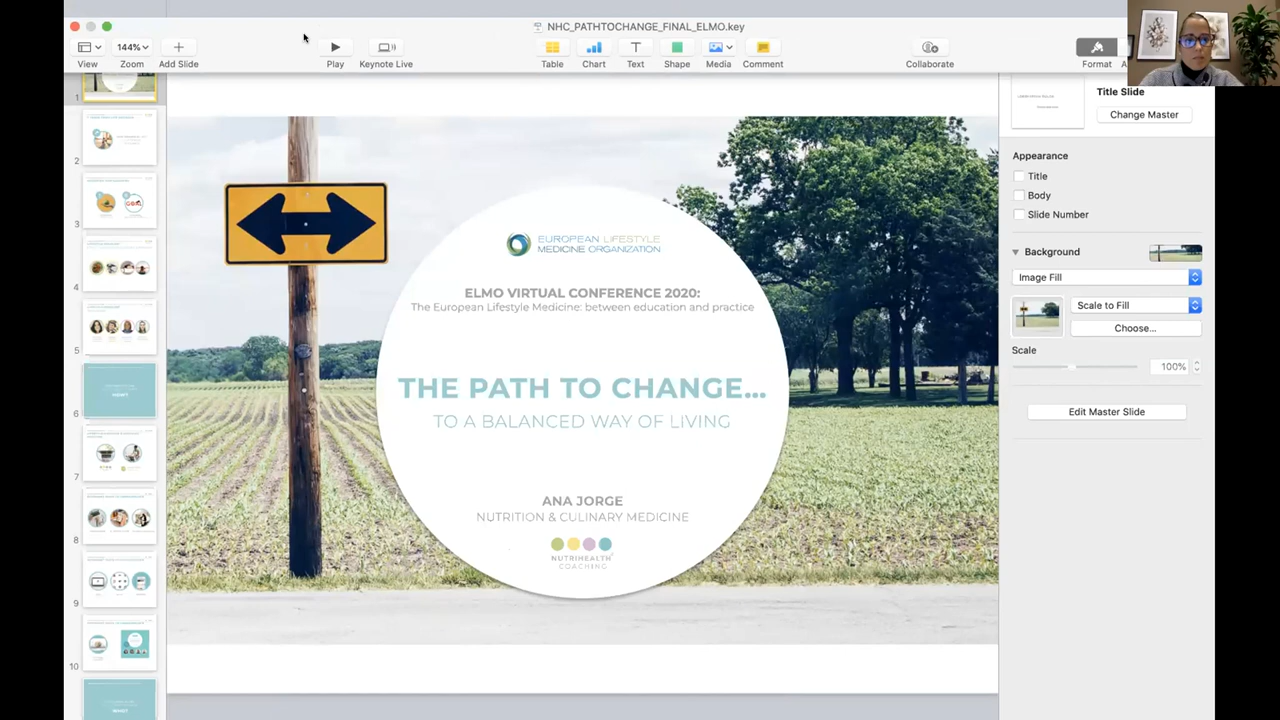 NHC_PATHTOCHANGE_FINAL_ELMO.key
144%
View
Zoom
Add Slide
Play
Keynote Live
Table
Chart
Text
Shape
Media
Comment
Collaborate
Format
Title Slide
Change Master
Appearance
Title
Body
Slide Number
Background
Image Fill
Scale to Fill
Choose...
Scale
100%
Edit Master Slide
1
2
3
4
5
6
7
8
9
10
EUROPEAN LIFESTYLE
MEDICINE ORGANIZATION
ELMO VIRTUAL CONFERENCE 2020:
The European Lifestyle Medicine: between education and practice
THE PATH TO CHANGE...
TO A BALANCED WAY OF LIVING
ANA JORGE
NUTRITION & CULINARY MEDICINE
NUTRIHEALTH
COACHING